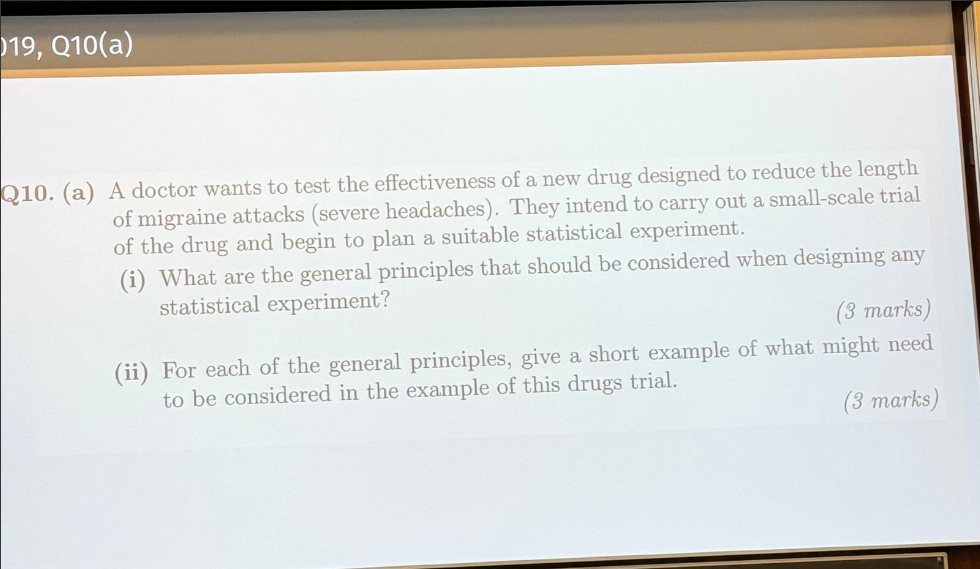 19, Q10(a)
Q10. (a) A doctor wants to test the effectiveness of a new drug designed to reduce the length
of migraine attacks (severe headaches). They intend to carry out a small-scale trial
of the drug and begin to plan a suitable statistical experiment.
(i) What are the general principles that should be considered when designing any
statistical experiment?
(3 marks)
(ii) For each of the general principles, give a short example of what might need
to be considered in the example of this drugs trial.
(3 marks)